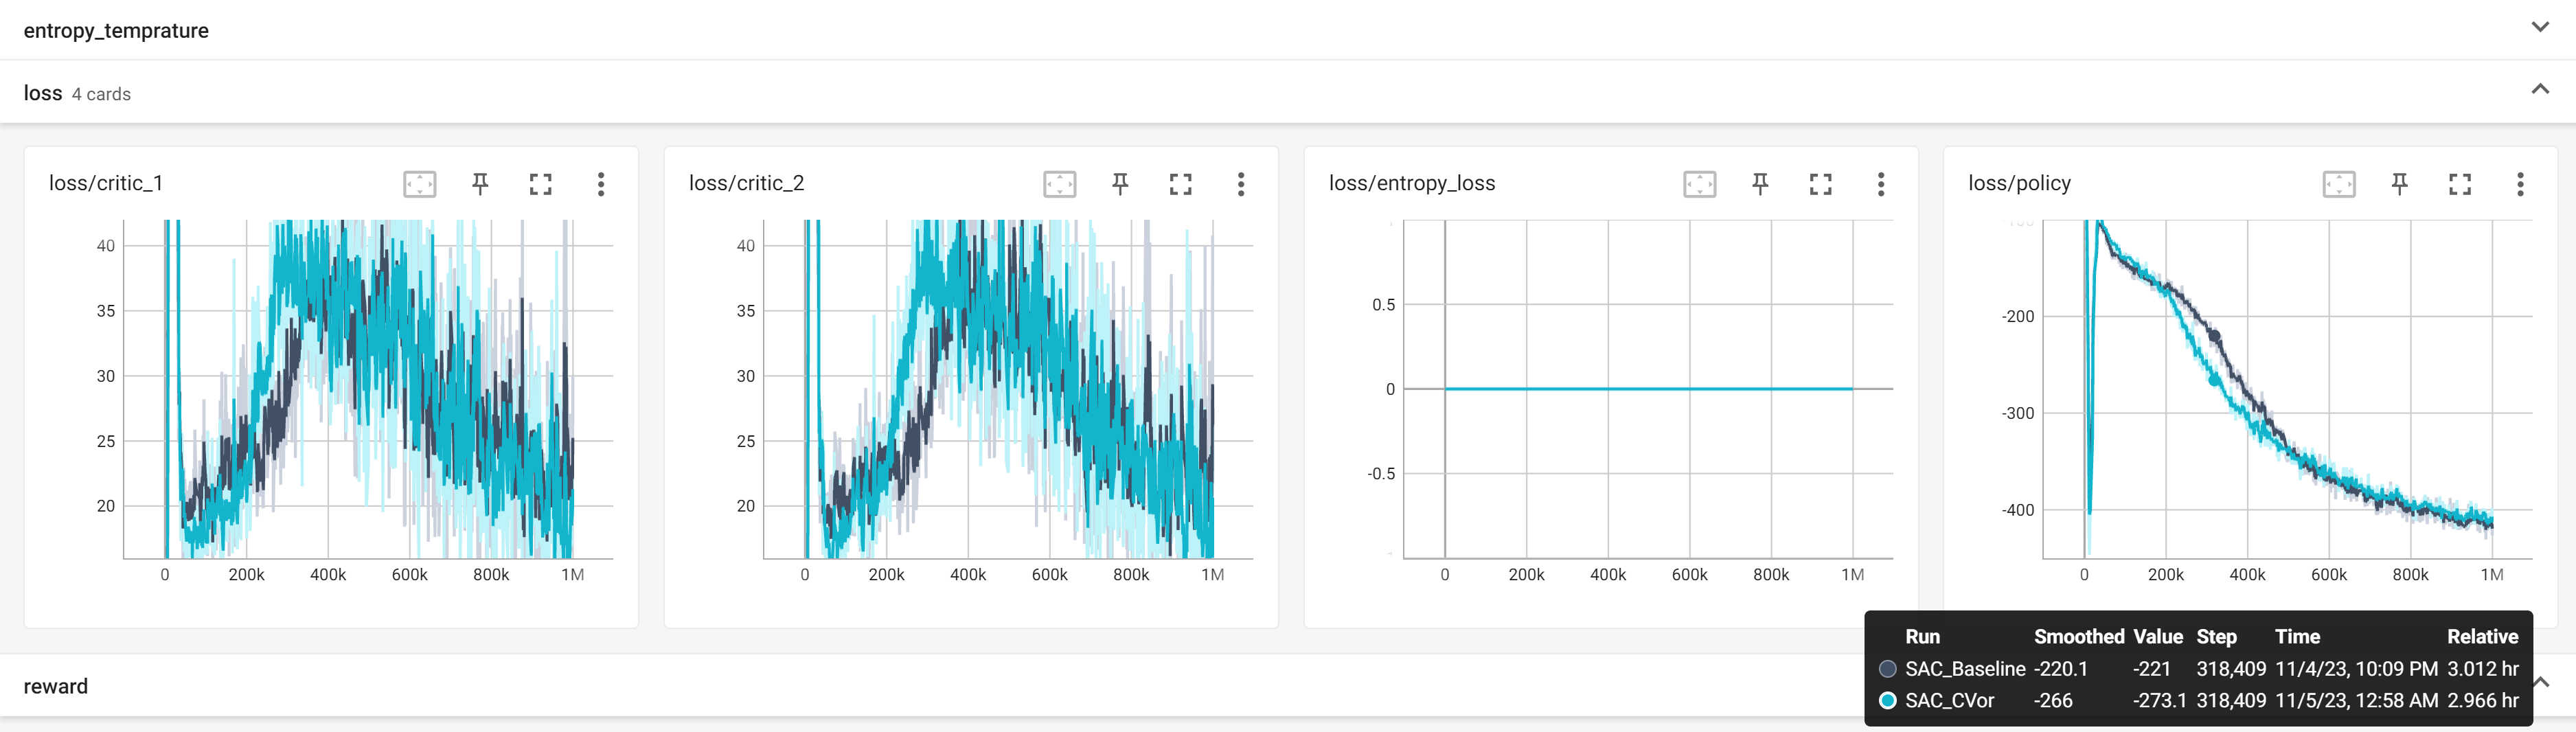 entropy_temprature
loss 4 cards
loss/critic_1
40
35
30
25
20
0 200k 400k 600k 800k 1M
loss/critic_2
40
35
30
25
20
0 200k 400k 600k 800k 1M
loss/entropy_loss
0.5
0
-0.5
0 200k 400k 600k 800k 1M
loss/policy
-200
-300
-400
0 200k 400k 600k 800k 1M
Run Smoothed Value Step Time Relative
SAC_Baseline -220.1 -221 318,409 11/4/23, 10:09 PM 3.012 hr
SAC_CVor -266 -273.1 318,409 11/5/23, 12:58 AM 2.966 hr
reward